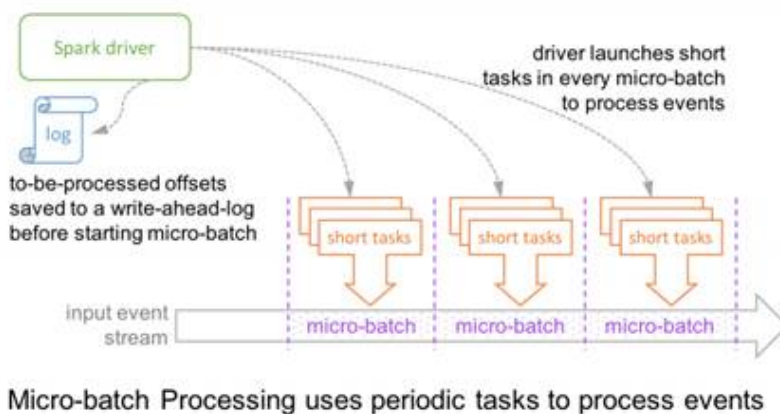 Spark driver
driver launches short
tasks in every micro-batch
to process events
log
to-be-processed offsets
saved to a write-ahead-log
before starting micro-batch
short tasks
short tasks
short tasks
input event
stream
micro-batch
micro-batch
micro-batch
Micro-batch Processing uses periodic tasks to process events